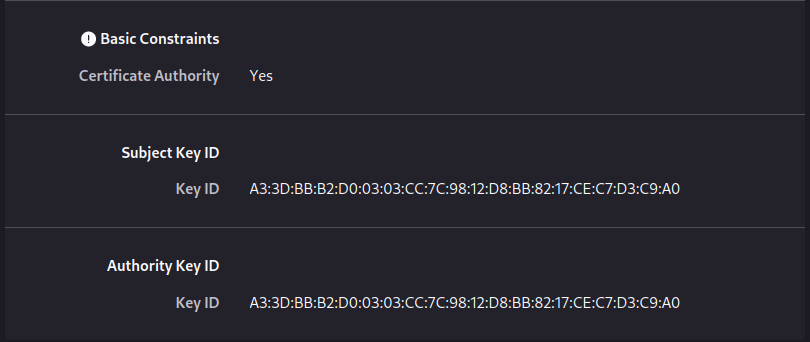 Basic Constraints
Certificate Authority Yes
Subject Key ID
Key ID A3:3D:BB:B2:D0:03:03:CC:7C:98:12:D8:BB:82:17:CE:C7:D3:C9:A0
Authority Key ID
Key ID A3:3D:BB:B2:D0:03:03:CC:7C:98:12:D8:BB:82:17:CE:C7:D3:C9:A0